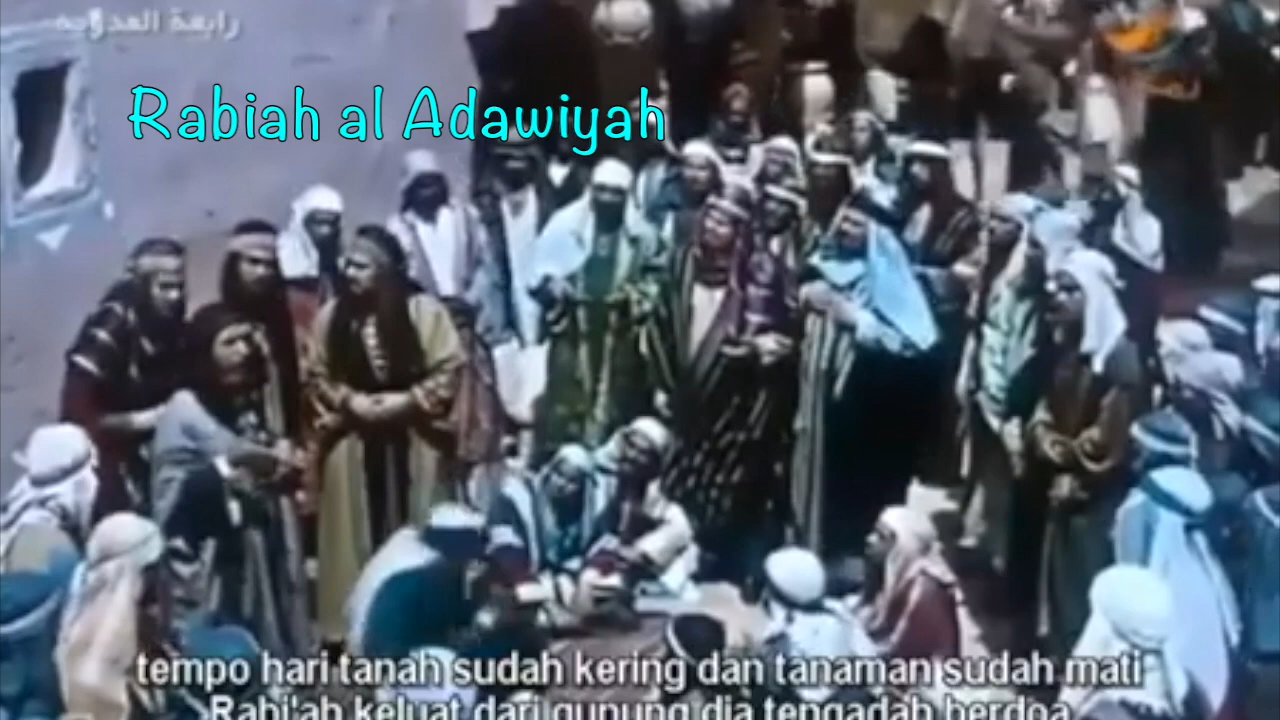 رابعة العدوية
Rabiah al Adawiyah
tempo hari tanah sudah kering dan tanaman sudah mati
Rabi'ah keluat dari gunung dia tengadah berdoa